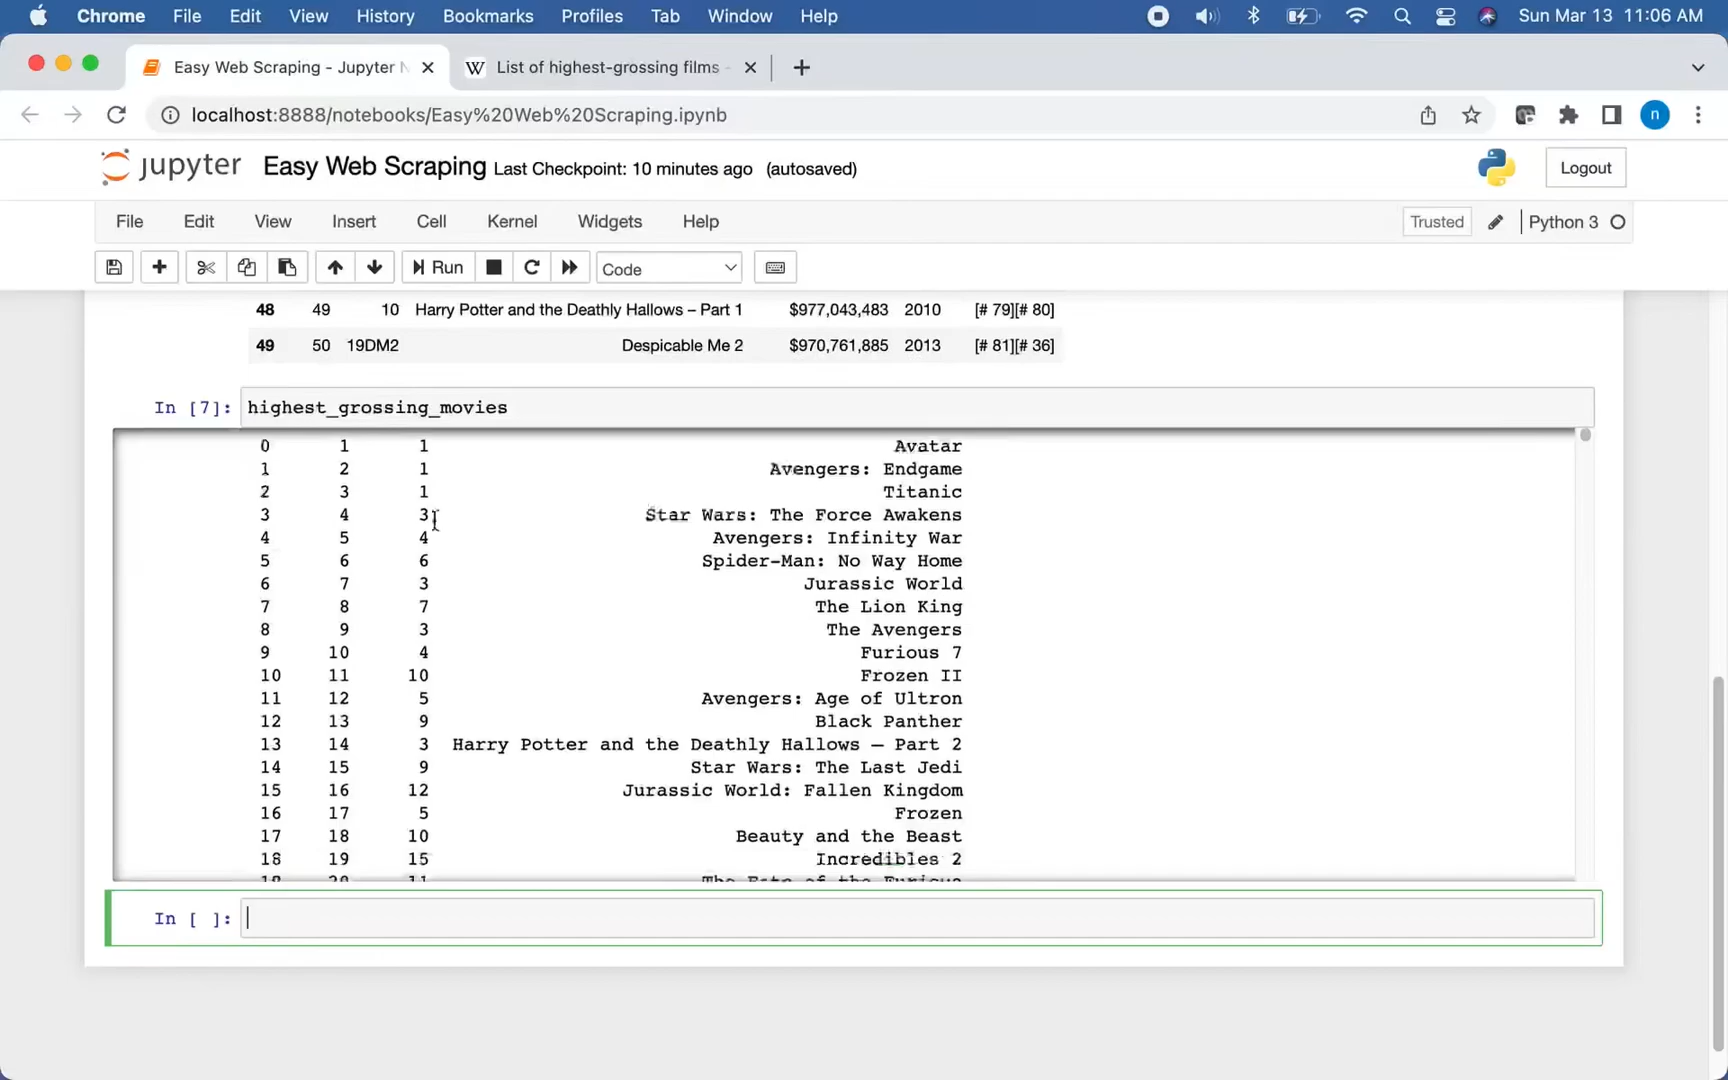 Chrome File Edit View History Bookmarks Profiles Tab Window Help Sun Mar 13 11:06 AM
Easy Web Scraping - Jupyter N List of highest-grossing films -
localhost:8888/notebooks/Easy%20Web%20Scraping.ipynb n
jupyter Easy Web Scraping Last Checkpoint: 10 minutes ago (autosaved) Logout
File Edit View Insert Cell Kernel Widgets Help Trusted Python 3
Run Code
48 49 10 Harry Potter and the Deathly Hallows – Part 1 $977,043,483 2010 [# 79][# 80]
49 50 19DM2 Despicable Me 2 $970,761,885 2013 [# 81][# 36]
In [7]: highest_grossing_movies
0 1 1 Avatar
1 2 1 Avengers: Endgame
2 3 1 Titanic
3 4 3 Star Wars: The Force Awakens
4 5 4 Avengers: Infinity War
5 6 6 Spider-Man: No Way Home
6 7 3 Jurassic World
7 8 7 The Lion King
8 9 3 The Avengers
9 10 4 Furious 7
10 11 10 Frozen II
11 12 5 Avengers: Age of Ultron
12 13 9 Black Panther
13 14 3 Harry Potter and the Deathly Hallows – Part 2
14 15 9 Star Wars: The Last Jedi
15 16 12 Jurassic World: Fallen Kingdom
16 17 5 Frozen
17 18 10 Beauty and the Beast
18 19 15 Incredibles 2
20 11 The Fate of the Furious
In [ ]: